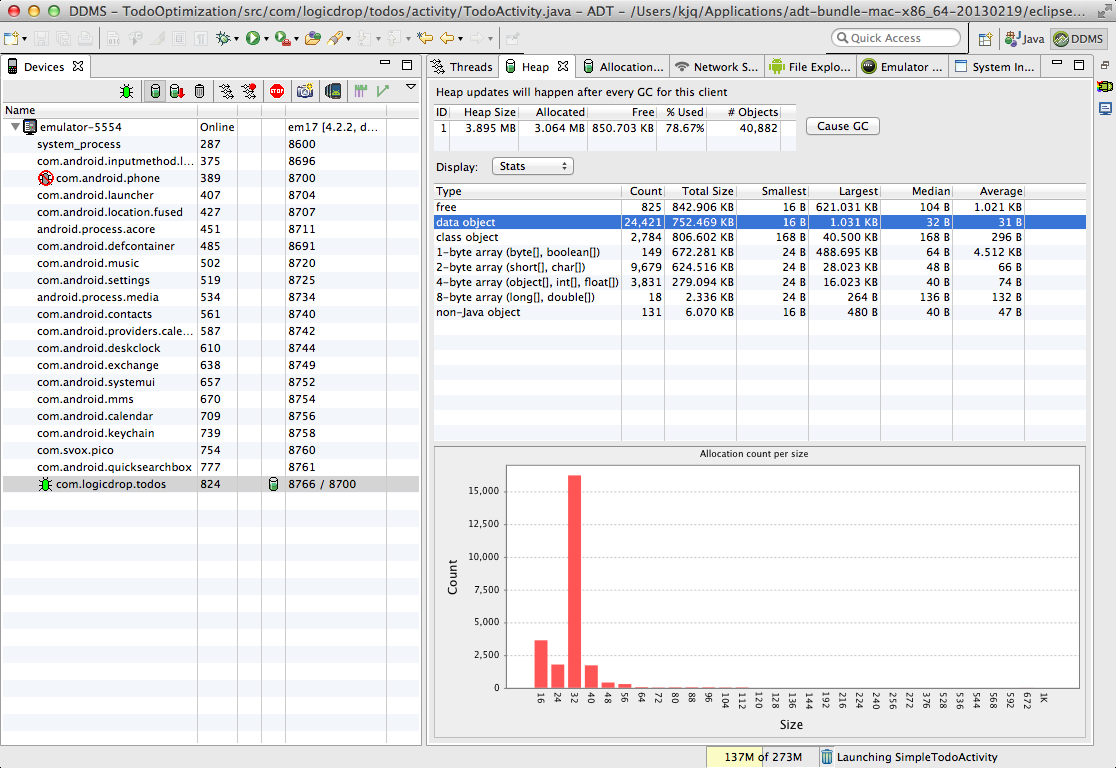 DDMS - TodoOptimization/src/com/logicdrop/todos/activity/TodoActivity.java - ADT - /Users/kjq/Applications/adt-bundle-mac-x86_64-20130219/eclipse...
Quick Access
Java
DDMS
Devices
Name
emulator-5554 Online em17 [4.2.2, d...
system_process 287 8600
com.android.inputmethod.l... 375 8696
com.android.phone 389 8700
com.android.launcher 407 8704
com.android.location.fused 427 8707
android.process.acore 451 8711
com.android.defcontainer 485 8691
com.android.music 502 8720
com.android.settings 519 8725
android.process.media 534 8734
com.android.contacts 561 8740
com.android.providers.cale... 587 8742
com.android.deskclock 610 8744
com.android.exchange 638 8749
com.android.systemui 657 8752
com.android.mms 670 8754
com.android.calendar 709 8756
com.android.keychain 739 8758
com.svox.pico 754 8760
com.android.quicksearchbox 777 8761
com.logicdrop.todos 824 8766 / 8700
Threads Heap Allocation... Network S... File Explo... Emulator ... System In...
Heap updates will happen after every GC for this client
ID Heap Size Allocated Free % Used # Objects
1 3.895 MB 3.064 MB 850.703 KB 78.67% 40,882
Cause GC
Display: Stats
Type Count Total Size Smallest Largest Median Average
free 825 842.906 KB 16 B 621.031 KB 104 B 1.021 KB
data object 24,421 752.469 KB 16 B 1.031 KB 32 B 31 B
class object 2,784 806.602 KB 168 B 40.500 KB 168 B 296 B
1-byte array (byte[], boolean[]) 149 672.281 KB 24 B 488.695 KB 64 B 4.512 KB
2-byte array (short[], char[]) 9,679 624.516 KB 24 B 28.023 KB 48 B 66 B
4-byte array (object[], int[], float[]) 3,831 279.094 KB 24 B 16.023 KB 40 B 74 B
8-byte array (long[], double[]) 18 2.336 KB 24 B 264 B 136 B 132 B
non-Java object 131 6.070 KB 16 B 480 B 40 B 47 B
Allocation count per size
Count
15,000
12,500
10,000
7,500
5,000
2,500
0
16 24 32 40 48 56 64 72 80 88 96 104 112 120 128 136 144 192 216 224 240 256 272 376 528 536 544 568 592 672 1K
Size
137M of 273M
Launching SimpleTodoActivity